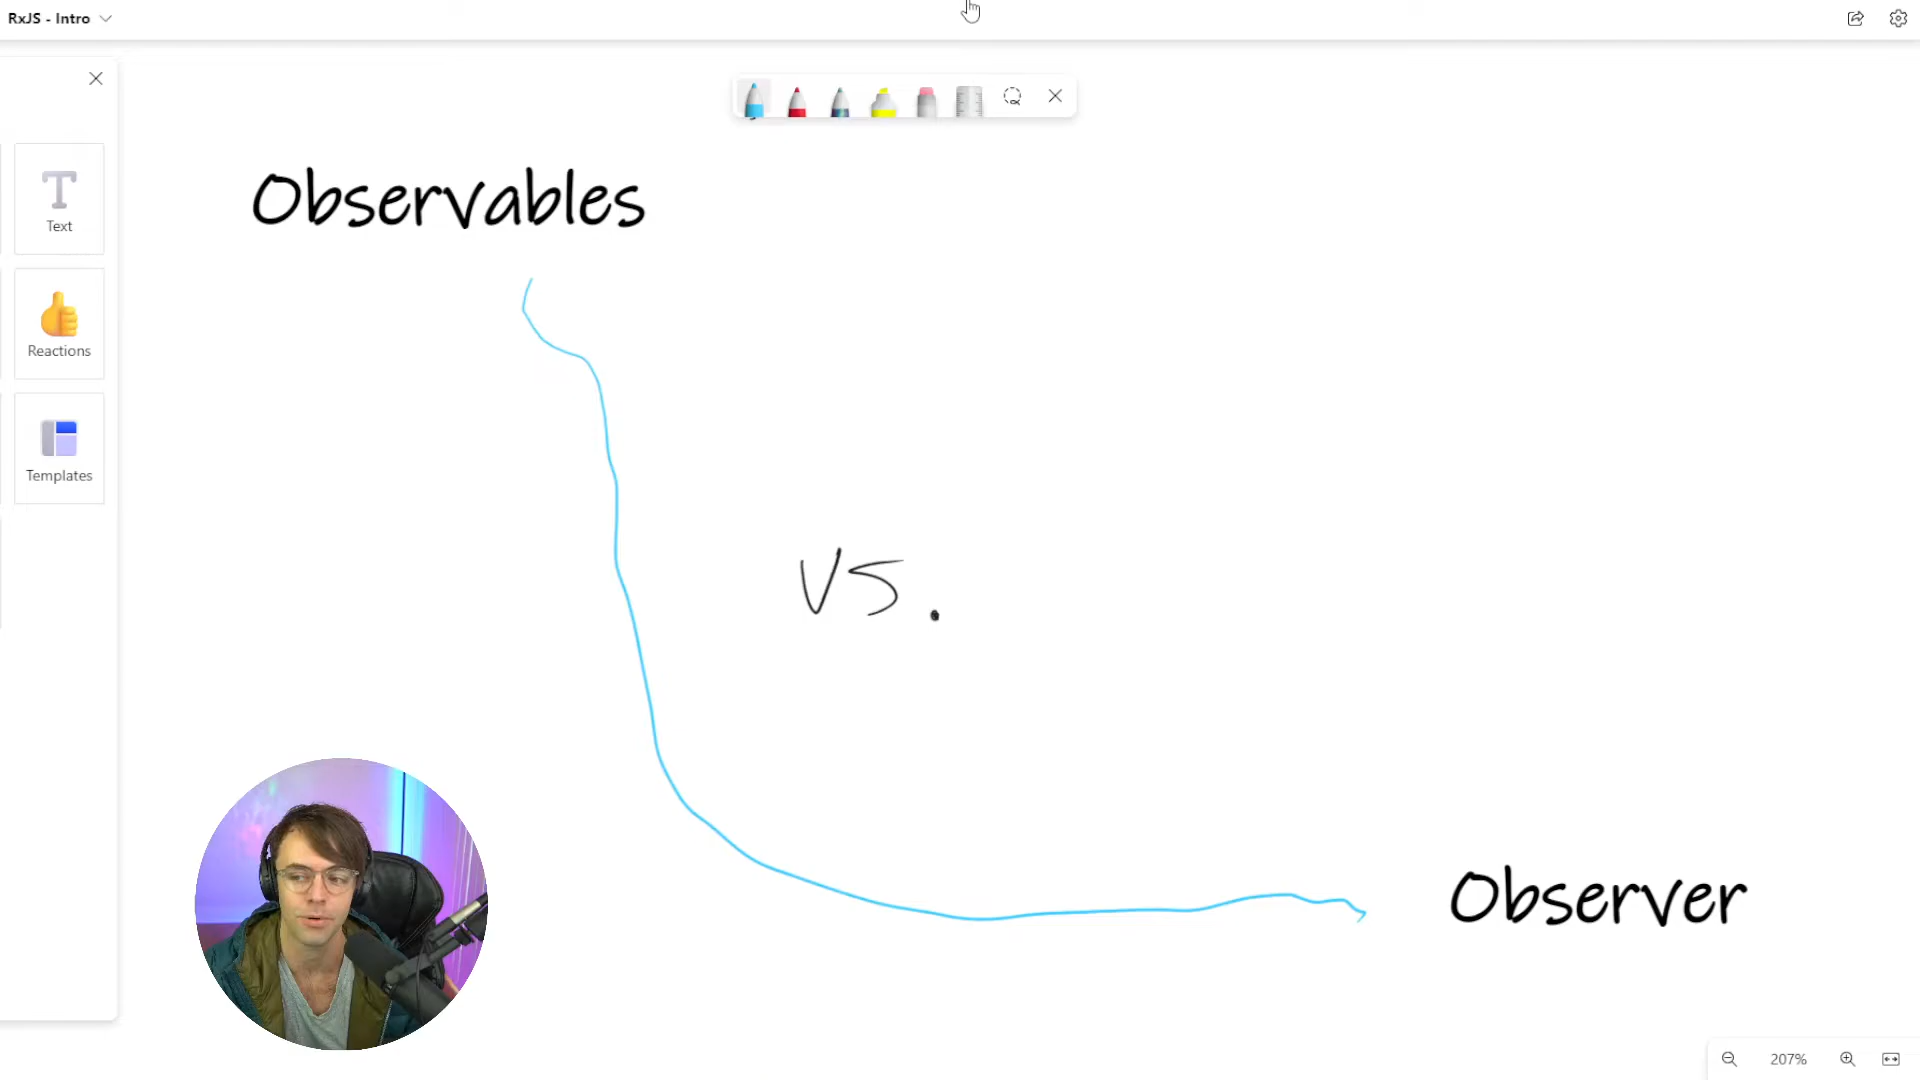 RxJS - Intro
Text
Reactions
Templates
Observables
vs.
Observer
207%